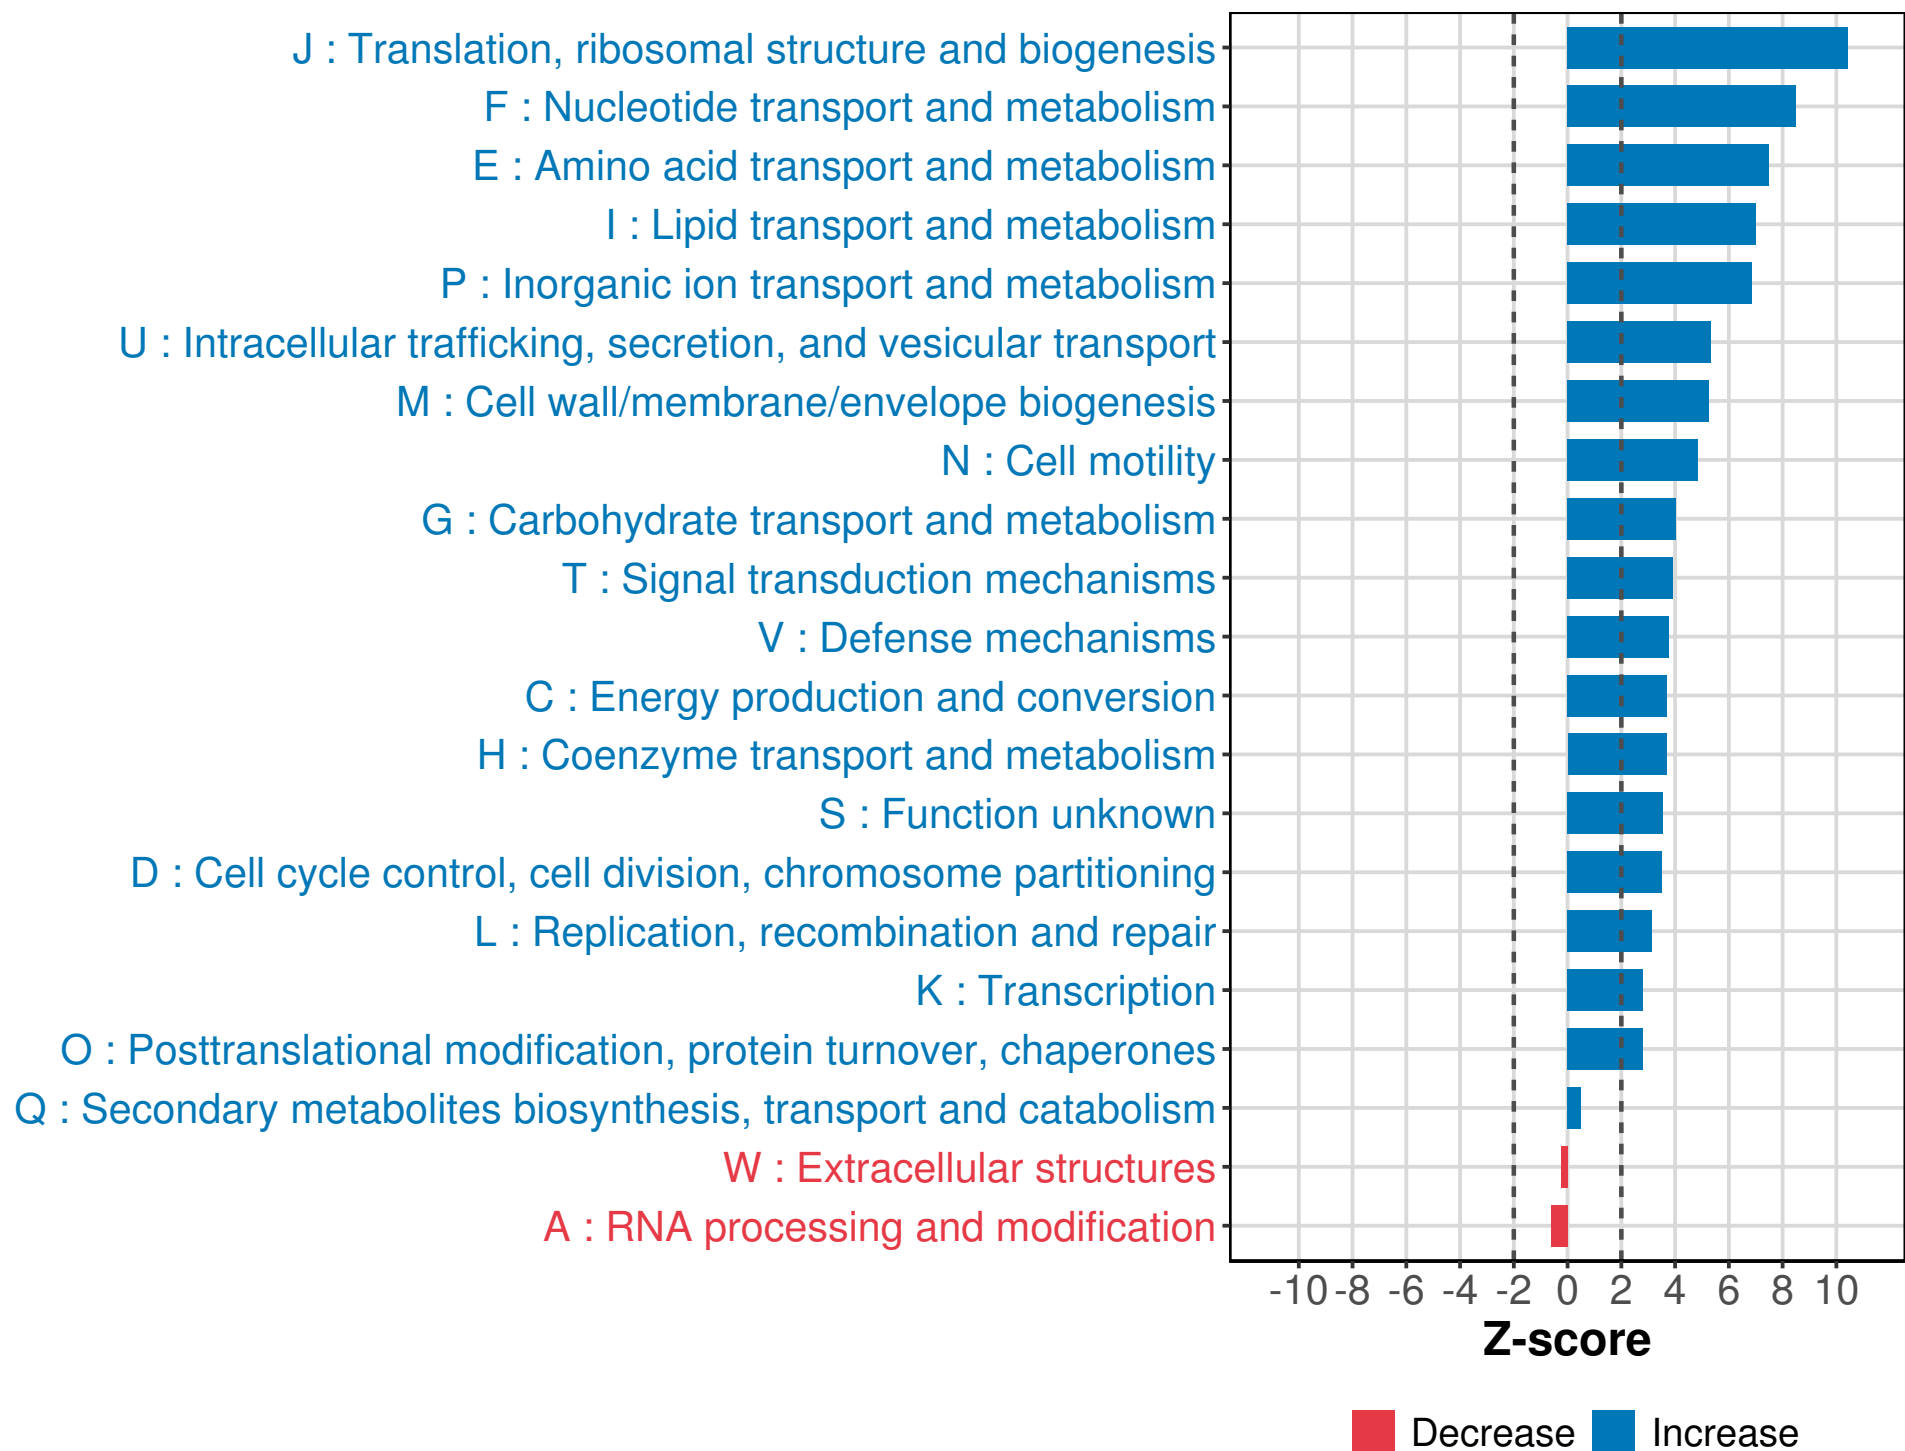 J : Translation, ribosomal structure and biogenesis
F : Nucleotide transport and metabolism
E : Amino acid transport and metabolism
I : Lipid transport and metabolism
P : Inorganic ion transport and metabolism
U : Intracellular trafficking, secretion, and vesicular transport
M : Cell wall/membrane/envelope biogenesis
N : Cell motility
G : Carbohydrate transport and metabolism
T : Signal transduction mechanisms
V : Defense mechanisms
C : Energy production and conversion
H : Coenzyme transport and metabolism
S : Function unknown
D : Cell cycle control, cell division, chromosome partitioning
L : Replication, recombination and repair
K : Transcription
O : Posttranslational modification, protein turnover, chaperones
Q : Secondary metabolites biosynthesis, transport and catabolism
W : Extracellular structures
A : RNA processing and modification
-10 -8 -6 -4 -2 0 2 4 6 8 10
Z-score
Decrease Increase